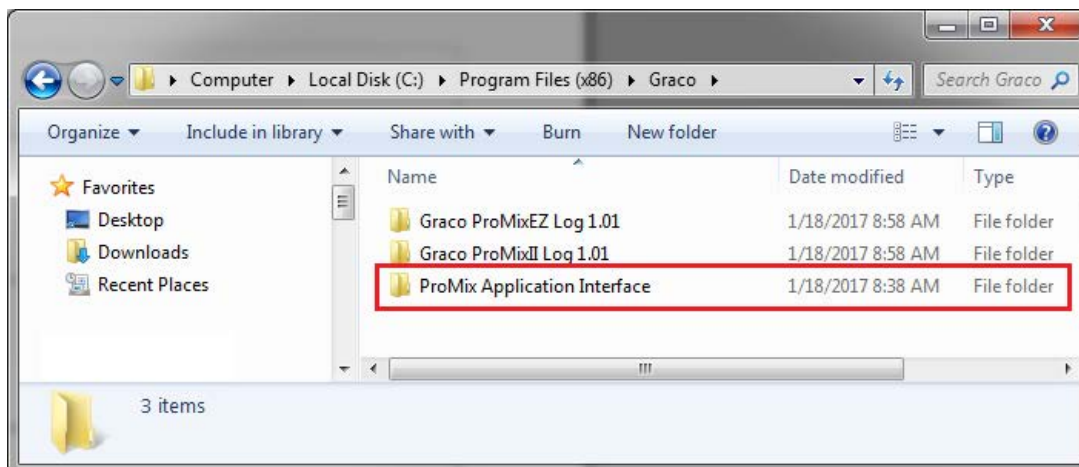 Computer Local Disk (C:) Program Files (x86) Graco Search Graco
Organize Include in library Share with Burn New folder
Favorites
Desktop
Downloads
Recent Places
Name Date modified Type
Graco ProMixEZ Log 1.01 1/18/2017 8:58 AM File folder
Graco ProMixII Log 1.01 1/18/2017 8:58 AM File folder
ProMix Application Interface 1/18/2017 8:38 AM File folder
3 items